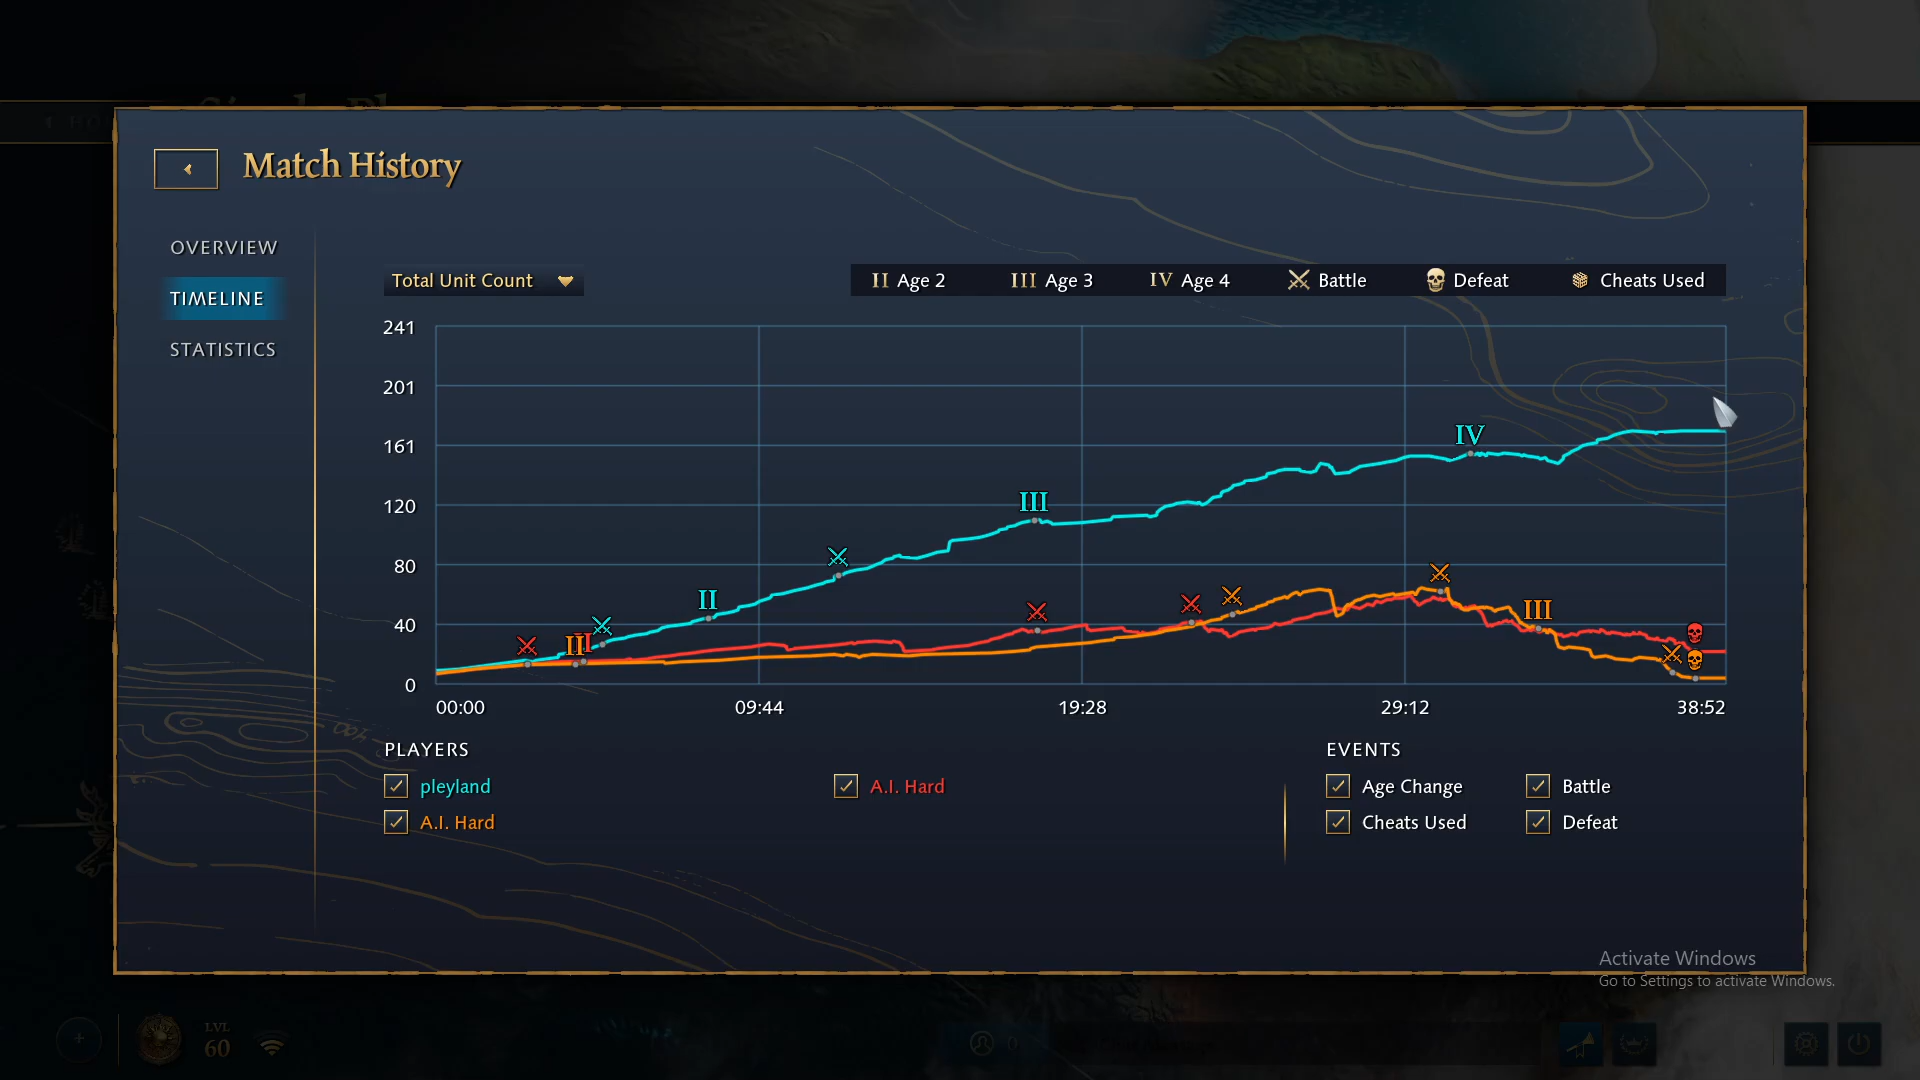 Match History
OVERVIEW
TIMELINE
STATISTICS
Total Unit Count
II Age 2 III Age 3 IV Age 4 Battle Defeat Cheats Used
241
201
161
120
80
40
0
IV
III
II
II
II
III
00:00 09:44 19:28 29:12 38:52
PLAYERS
pleyland
A.I. Hard
A.I. Hard
EVENTS
Age Change
Battle
Cheats Used
Defeat
Activate Windows
Go to Settings to activate Windows.
LVL
60
0